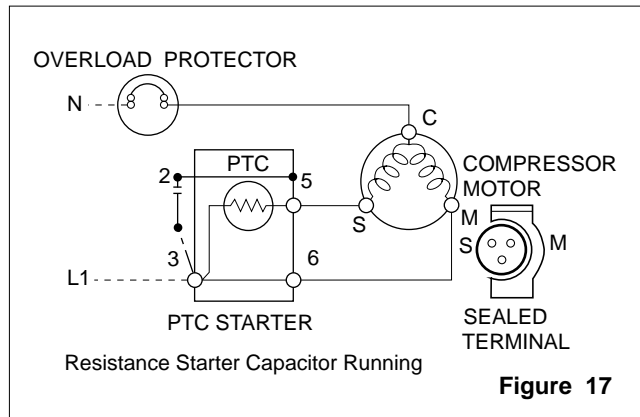 OVERLOAD PROTECTOR
N
C
PTC
2
5
COMPRESSOR
MOTOR
S
M
S
M
3
6
L1
PTC STARTER
SEALED
TERMINAL
Resistance Starter Capacitor Running
Figure 17